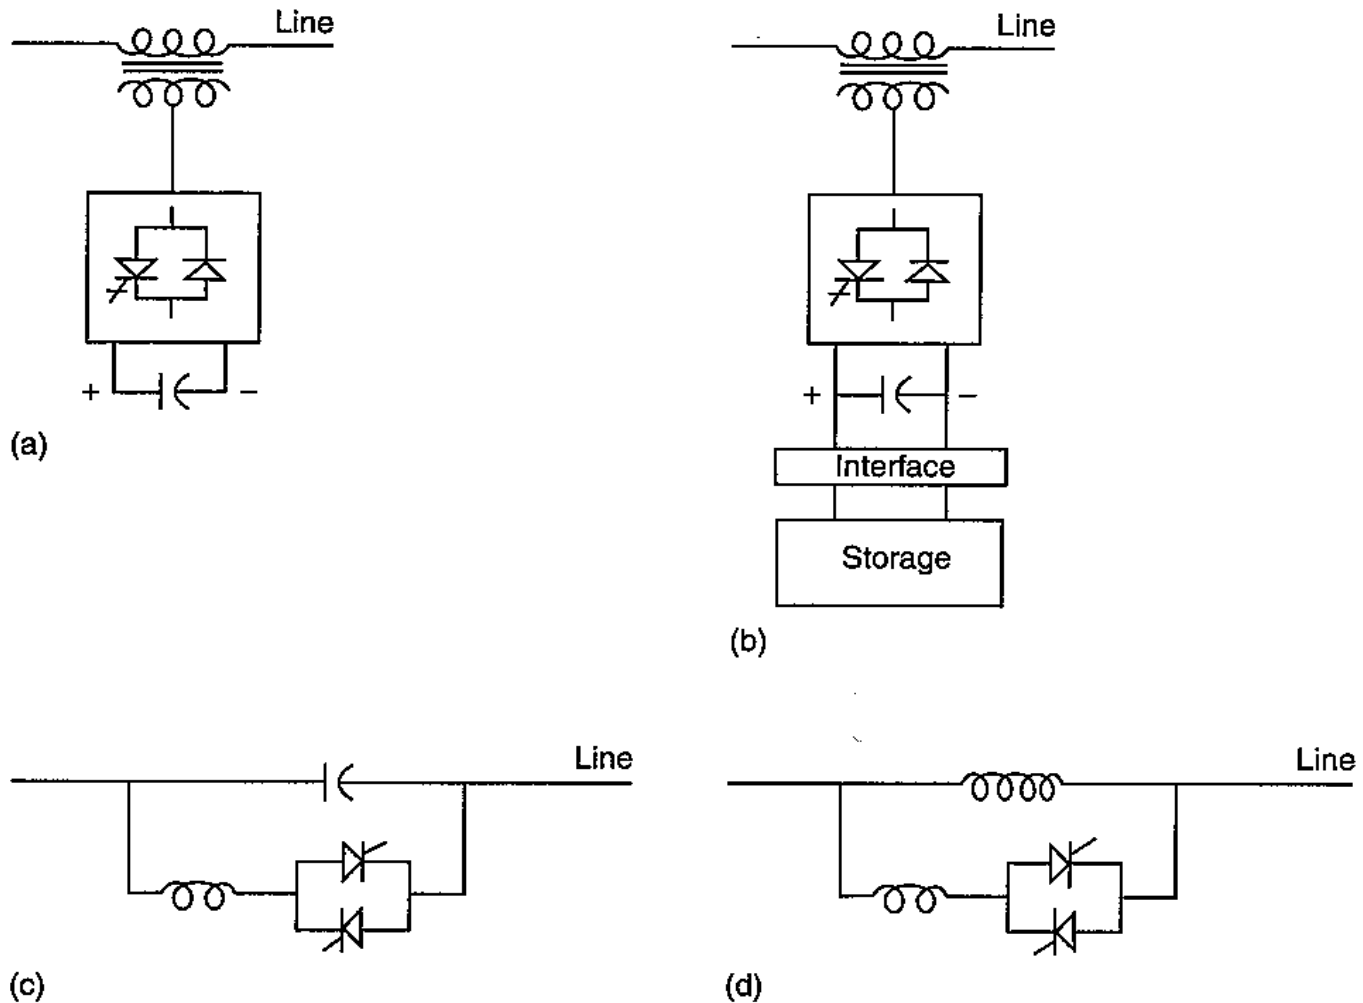 Line
Line
+
−
(a)
+
−
Interface
Storage
(b)
Line
Line
(c)
(d)